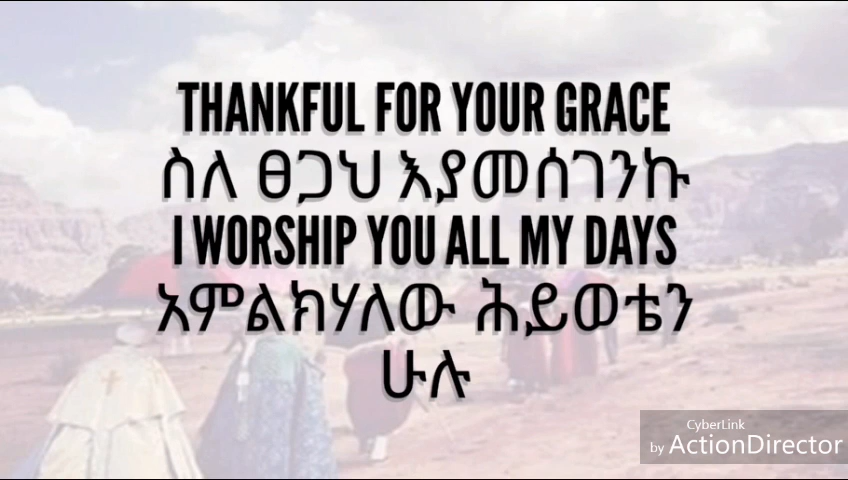 THANKFUL FOR YOUR GRACE
ስለ ፀጋህ እያመሰገንኩ
I WORSHIP YOU ALL MY DAYS
አምልክሃለው ሕይወቴን
ሁሉ
CyberLink
by ActionDirector